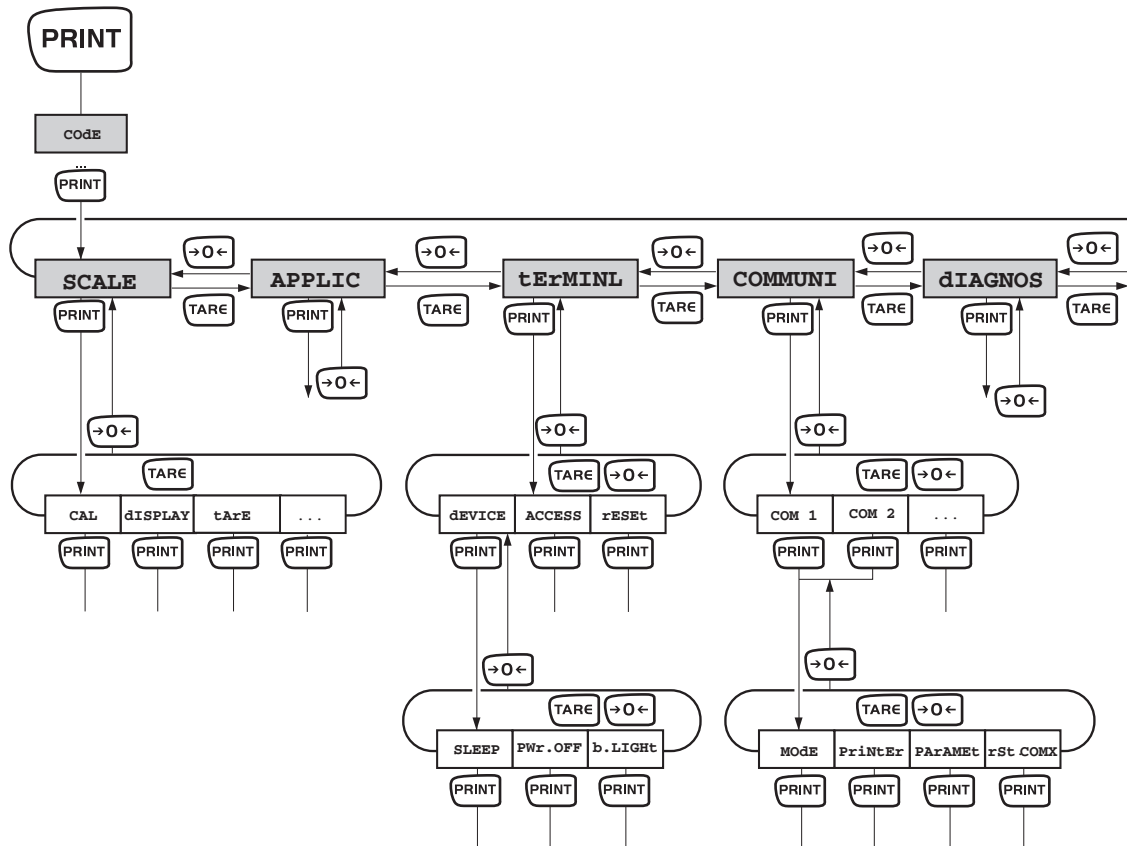 PRINT
COdE
...
PRINT
→0← →0← →0← →0← →0←
SCALE APPLIC tErMINL COMMUNI dIAGNOS
PRINT TARE PRINT TARE PRINT TARE PRINT TARE PRINT TARE
→0← →0←
→0← →0← →0←
TARE TARE →0← TARE →0←
CAL dISPLAY tArE ... dEVICE ACCESS rESEt COM 1 COM 2 ...
PRINT PRINT PRINT PRINT PRINT PRINT PRINT PRINT PRINT PRINT
→0← →0←
TARE →0← TARE →0←
SLEEP PWr.OFF b.LIGHt MOdE PriNtEr PArAMEt rSt.COMX
PRINT PRINT PRINT PRINT PRINT PRINT PRINT